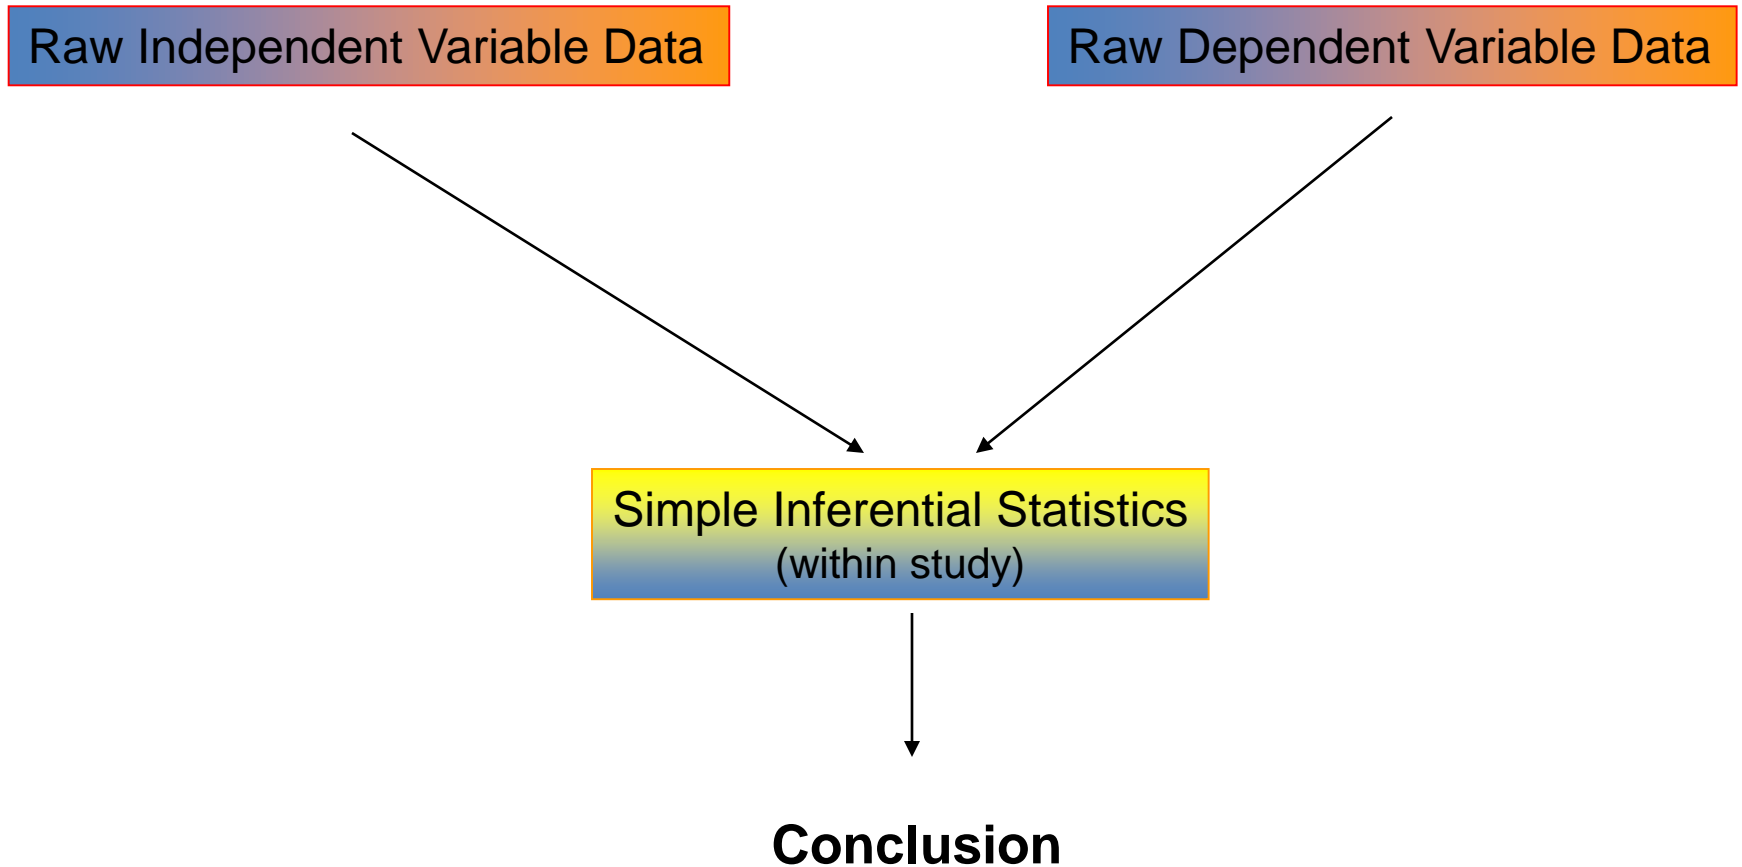 Raw Independent Variable Data
Raw Dependent Variable Data
Simple Inferential Statistics
(within study)
Conclusion